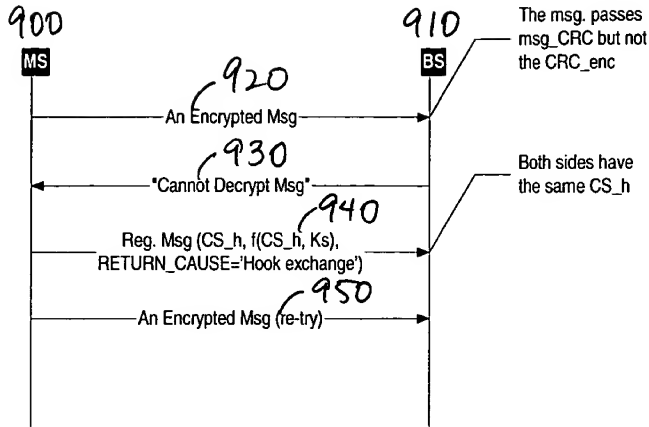 900
910
MS
BS
The msg. passes
msg_CRC but not
the CRC_enc
920
An Encrypted Msg
930
"Cannot Decrypt Msg"
Both sides have
the same CS_h
940
Reg. Msg (CS_h, f(CS_h, Ks),
RETURN_CAUSE='Hook exchange')
950
An Encrypted Msg (re-try)